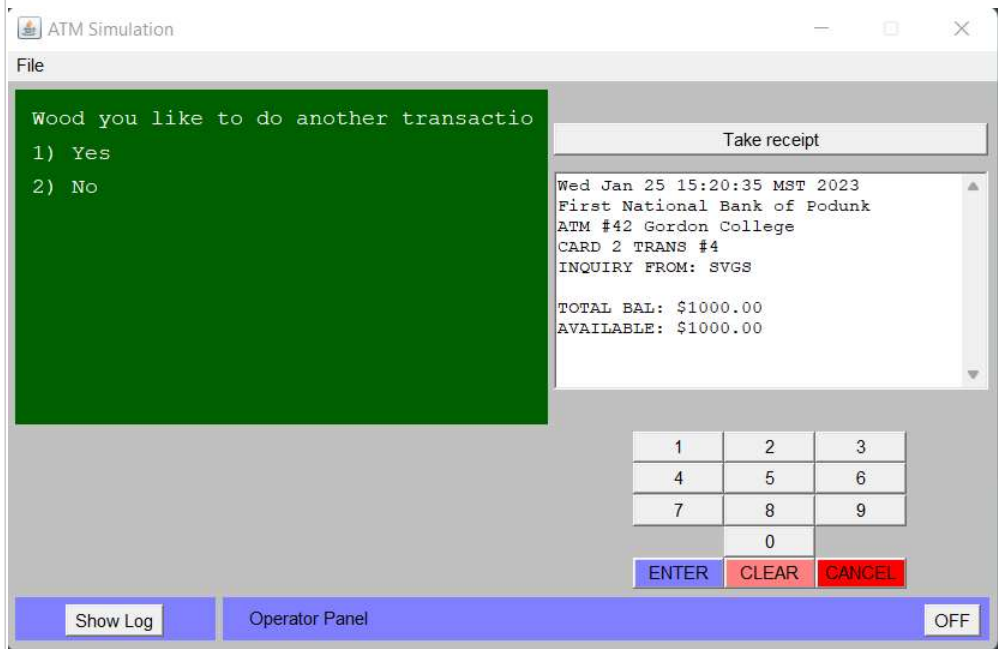 ATM Simulation
File
Wood you like to do another transactio
1) Yes
2) No
Take receipt
Wed Jan 25 15:20:35 MST 2023
First National Bank of Podunk
ATM #42 Gordon College
CARD 2 TRANS #4
INQUIRY FROM: SVGS
TOTAL BAL: $1000.00
AVAILABLE: $1000.00
1 2 3
4 5 6
7 8 9
0
ENTER CLEAR CANCEL
Show Log Operator Panel OFF